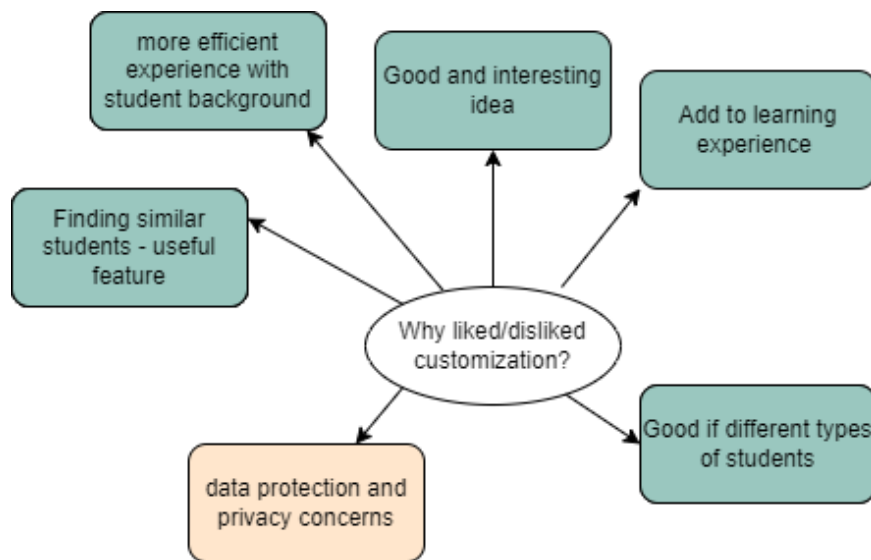 more efficient
experience with
student background
Good and interesting
idea
Add to learning
experience
Finding similar
students - useful
feature
Why liked/disliked
customization?
Good if different types
of students
data protection and
privacy concerns